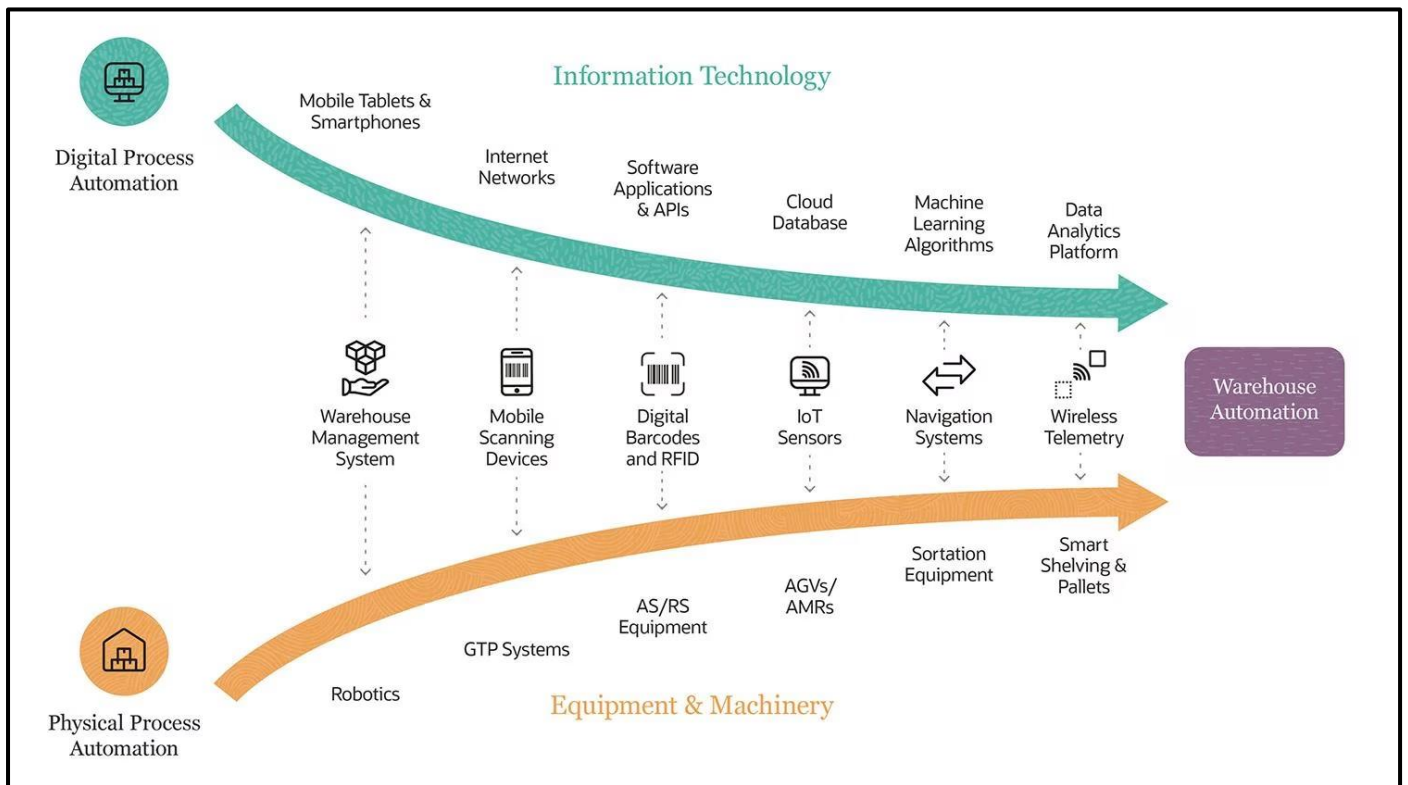 Information Technology
Digital Process
Automation
Mobile Tablets &
Smartphones
Internet
Networks
Software
Applications
& APIs
Cloud
Database
Machine
Learning
Algorithms
Data
Analytics
Platform
Warehouse
Management
System
Mobile
Scanning
Devices
Digital
Barcodes
and RFID
IoT
Sensors
Navigation
Systems
Wireless
Telemetry
Warehouse
Automation
Robotics
GTP Systems
AS/RS
Equipment
AGVs/
AMRs
Sortation
Equipment
Smart
Shelving &
Pallets
Physical Process
Automation
Equipment & Machinery